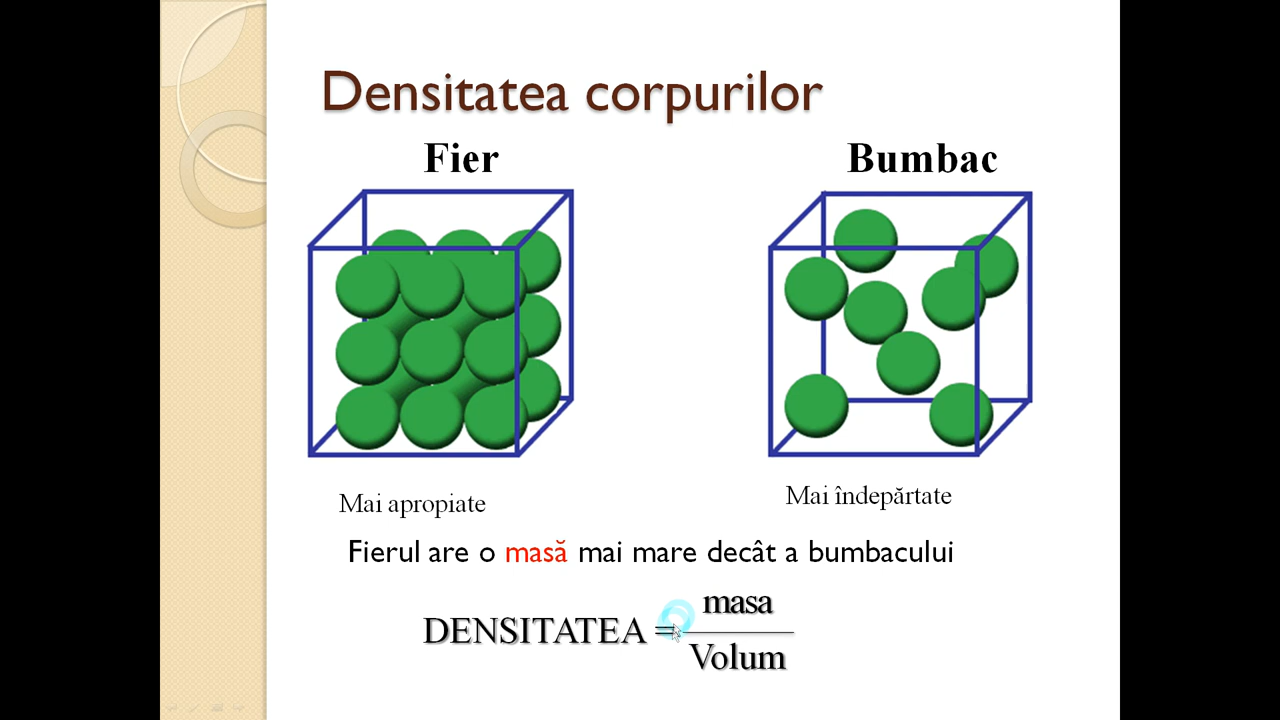 Densitatea corpurilor
Fier
Bumbac
Mai apropiate
Mai îndepărtate
Fierul are o masă mai mare decât a bumbacului
DENSITATEA = masa
Volum